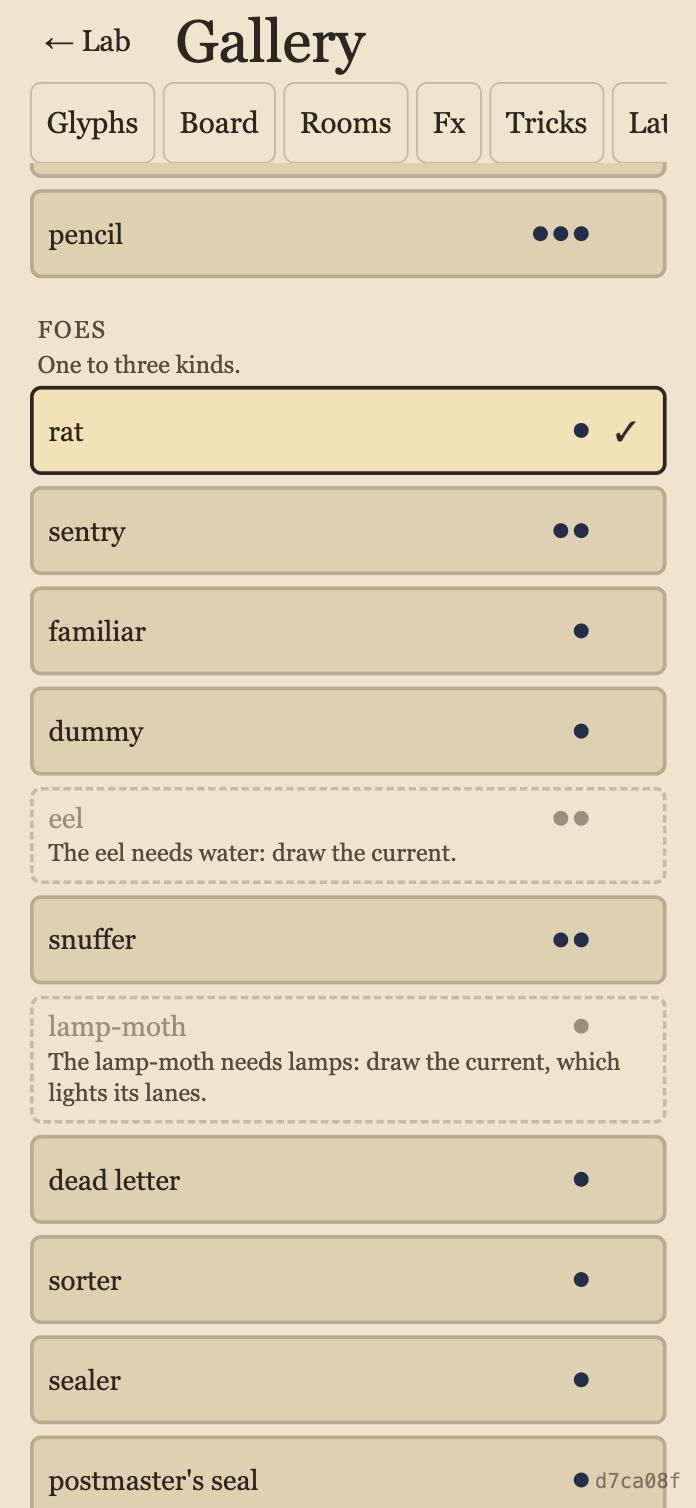 ← Lab Gallery
Glyphs Board Rooms Fx Tricks
pencil ●●●
FOES
One to three kinds.
rat ● ✓
sentry ●●
familiar ●
dummy ●
eel ●●
The eel needs water: draw the current.
snuffer ●●
lamp-moth ●
The lamp-moth needs lamps: draw the current, which
lights its lanes.
dead letter ●
sorter ●
sealer ●
postmaster's seal ● d7ca08f